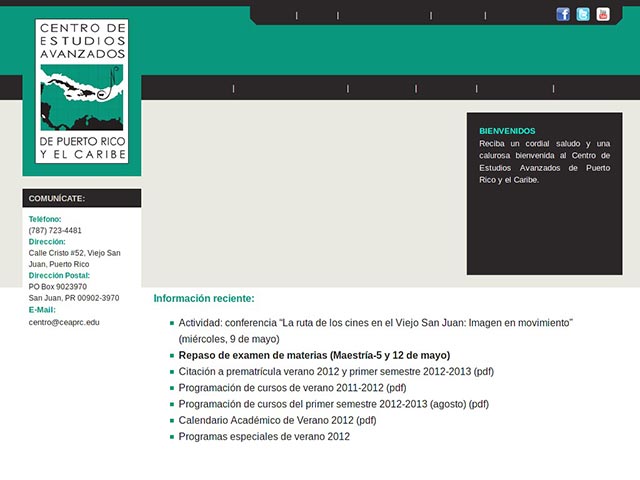 CENTRO DE
ESTUDIOS
AVANZADOS
DE PUERTO RICO
Y EL CARIBE
BIENVENIDOS
Reciba un cordial saludo y una
calurosa bienvenida al Centro de
Estudios Avanzados de Puerto
Rico y el Caribe.
COMUNÍCATE:
Teléfono:
(787) 723-4481
Dirección:
Calle Cristo #52, Viejo San
Juan, Puerto Rico
Dirección Postal:
PO Box 9023970
San Juan, PR 00902-3970
E-Mail:
centro@ceaprc.edu
Información reciente:
Actividad: conferencia “La ruta de los cines en el Viejo San Juan: Imagen en movimiento”
(miércoles, 9 de mayo)
Repaso de examen de materias (Maestría-5 y 12 de mayo)
Citación a prematrícula verano 2012 y primer semestre 2012-2013 (pdf)
Programación de cursos de verano 2011-2012 (pdf)
Programación de cursos del primer semestre 2012-2013 (agosto) (pdf)
Calendario Académico de Verano 2012 (pdf)
Programas especiales de verano 2012